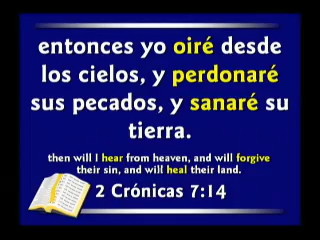 entonces yo oiré desde
los cielos, y perdonaré
sus pecados, y sanaré su
tierra.
then will I hear from heaven, and will forgive
their sin, and will heal their land.
2 Crónicas 7:14